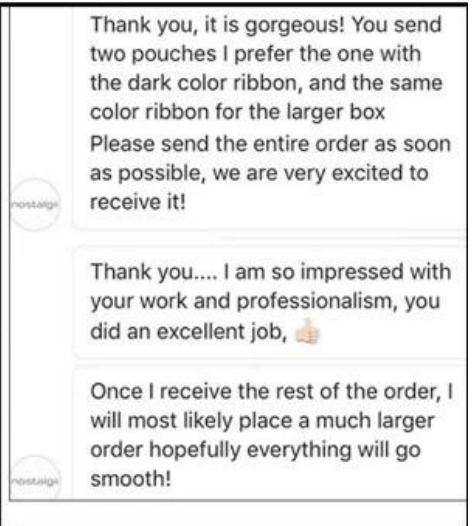 Thank you, it is gorgeous! You send
two pouches I prefer the one with
the dark color ribbon, and the same
color ribbon for the larger box
Please send the entire order as soon
as possible, we are very excited to
receive it!
nostalgi
Thank you.... I am so impressed with
your work and professionalism, you
did an excellent job, 👍🏻
Once I receive the rest of the order, I
will most likely place a much larger
order hopefully everything will go
smooth!
nostalgi